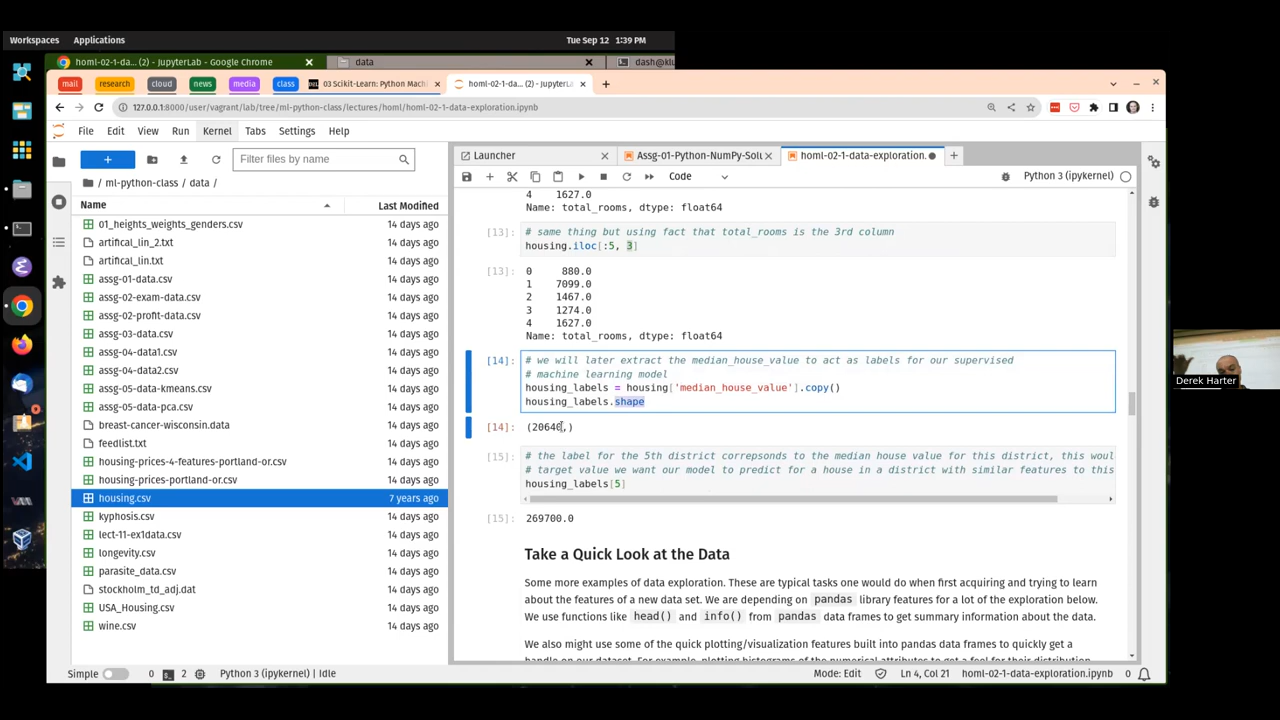 Workspaces Applications Tue Sep 12 1:39 PM
homl-02-1-da... (2) - JupyterLab - Google Chrome data
mail research cloud news media class 03 Scikit-Learn: Python Machi homl-02-1-da... (2) - JupyterL
127.0.0.1:8000/user/vagrant/lab/tree/ml-python-class/lectures/homl/homl-02-1-data-exploration.ipynb
File Edit View Run Kernel Tabs Settings Help
Launcher Assg-01-Python-NumPy-Solu homl-02-1-data-exploration.
+ Filter files by name
Code Python 3 (ipykernel)
/ ml-python-class / data /
Name Last Modified
01_heights_weights_genders.csv 14 days ago
artifical_lin_2.txt 14 days ago
artifical_lin.txt 14 days ago
assg-01-data.csv 14 days ago
assg-02-exam-data.csv 14 days ago
assg-02-profit-data.csv 14 days ago
assg-03-data.csv 14 days ago
assg-04-data1.csv 14 days ago
assg-04-data2.csv 14 days ago
assg-05-data-kmeans.csv 14 days ago
assg-05-data-pca.csv 14 days ago
breast-cancer-wisconsin.data 14 days ago
feedlist.txt 14 days ago
housing-prices-4-features-portland-or.csv 14 days ago
housing-prices-portland-or.csv 14 days ago
housing.csv 7 years ago
kyphosis.csv 14 days ago
lect-11-ex1data.csv 14 days ago
longevity.csv 14 days ago
parasite_data.csv 14 days ago
stockholm_td_adj.dat 14 days ago
USA_Housing.csv 14 days ago
wine.csv 14 days ago
4 1627.0
Name: total_rooms, dtype: float64
[13]: # same thing but using fact that total_rooms is the 3rd column
housing.iloc[:5, 3]
[13]: 0 880.0
1 7099.0
2 1467.0
3 1274.0
4 1627.0
Name: total_rooms, dtype: float64
[14]: # we will later extract the median_house_value to act as labels for our supervised
# machine learning model
housing_labels = housing['median_house_value'].copy()
housing_labels.shape
[14]: (20640,)
[15]: # the label for the 5th district correpsonds to the median house value for this district, this woul
# target value we want our model to predict for a house in a district with similar features to this
housing_labels[5]
[15]: 269700.0
Take a Quick Look at the Data
Some more examples of data exploration. These are typical tasks one would do when first acquiring and trying to learn
about the features of a new data set. We are depending on pandas library features for a lot of the exploration below.
We use functions like head() and info() from pandas data frames to get summary information about the data.
We also might use some of the quick plotting/visualization features built into pandas data frames to quickly get a
Simple 0 2 Python 3 (ipykernel) | Idle Mode: Edit Ln 4, Col 21 homl-02-1-data-exploration.ipynb
Derek Harter